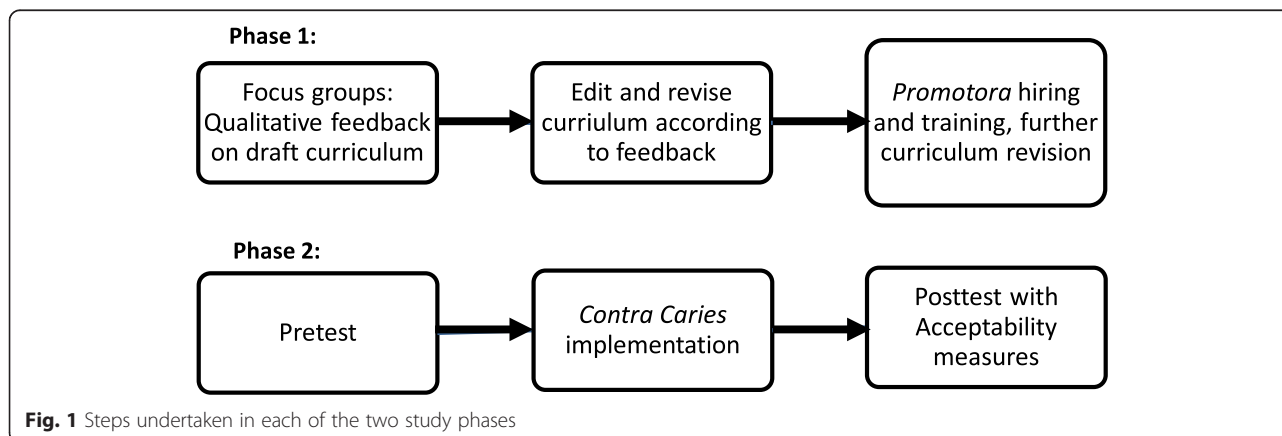 Phase 1:
Focus groups:
Qualitative feedback
on draft curriculum
Edit and revise
curriulum according
to feedback
Promotora hiring
and training, further
curriculum revision
Phase 2:
Pretest
Contra Caries
implementation
Posttest with
Acceptability
measures
Fig. 1 Steps undertaken in each of the two study phases